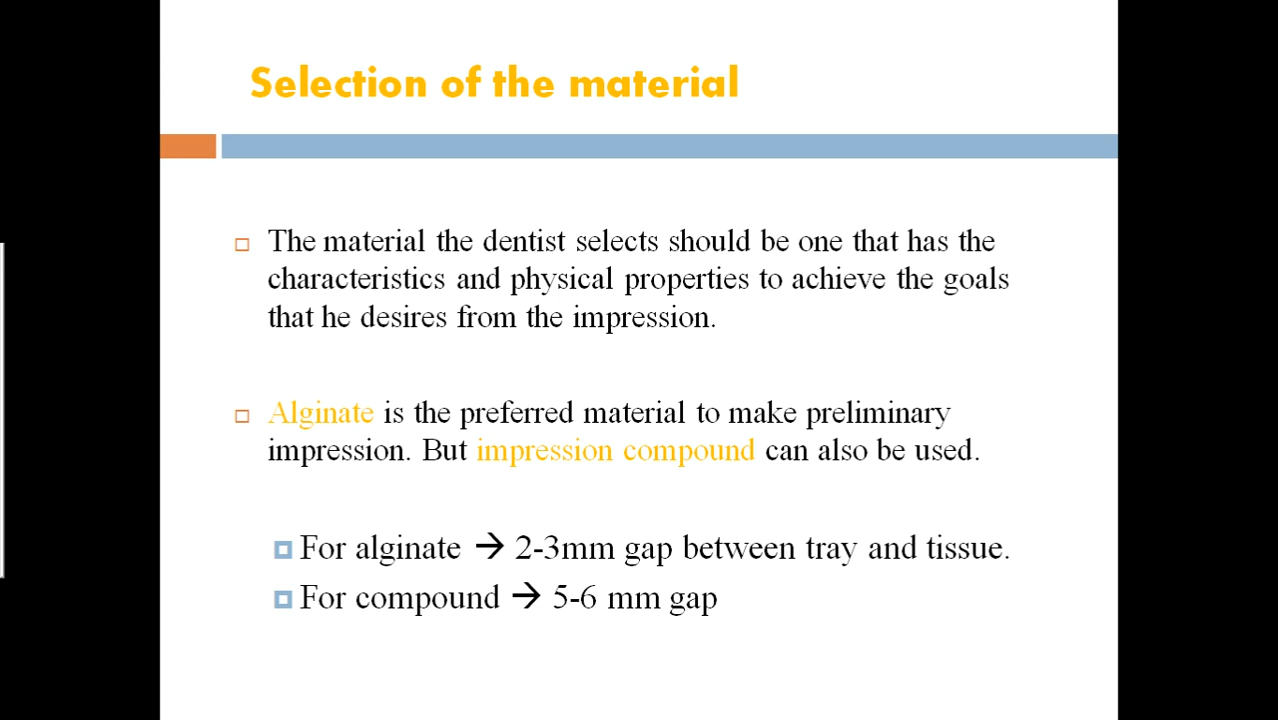 Selection of the material
The material the dentist selects should be one that has the
characteristics and physical properties to achieve the goals
that he desires from the impression.
Alginate is the preferred material to make preliminary
impression. But impression compound can also be used.
For alginate → 2-3mm gap between tray and tissue.
For compound → 5-6 mm gap